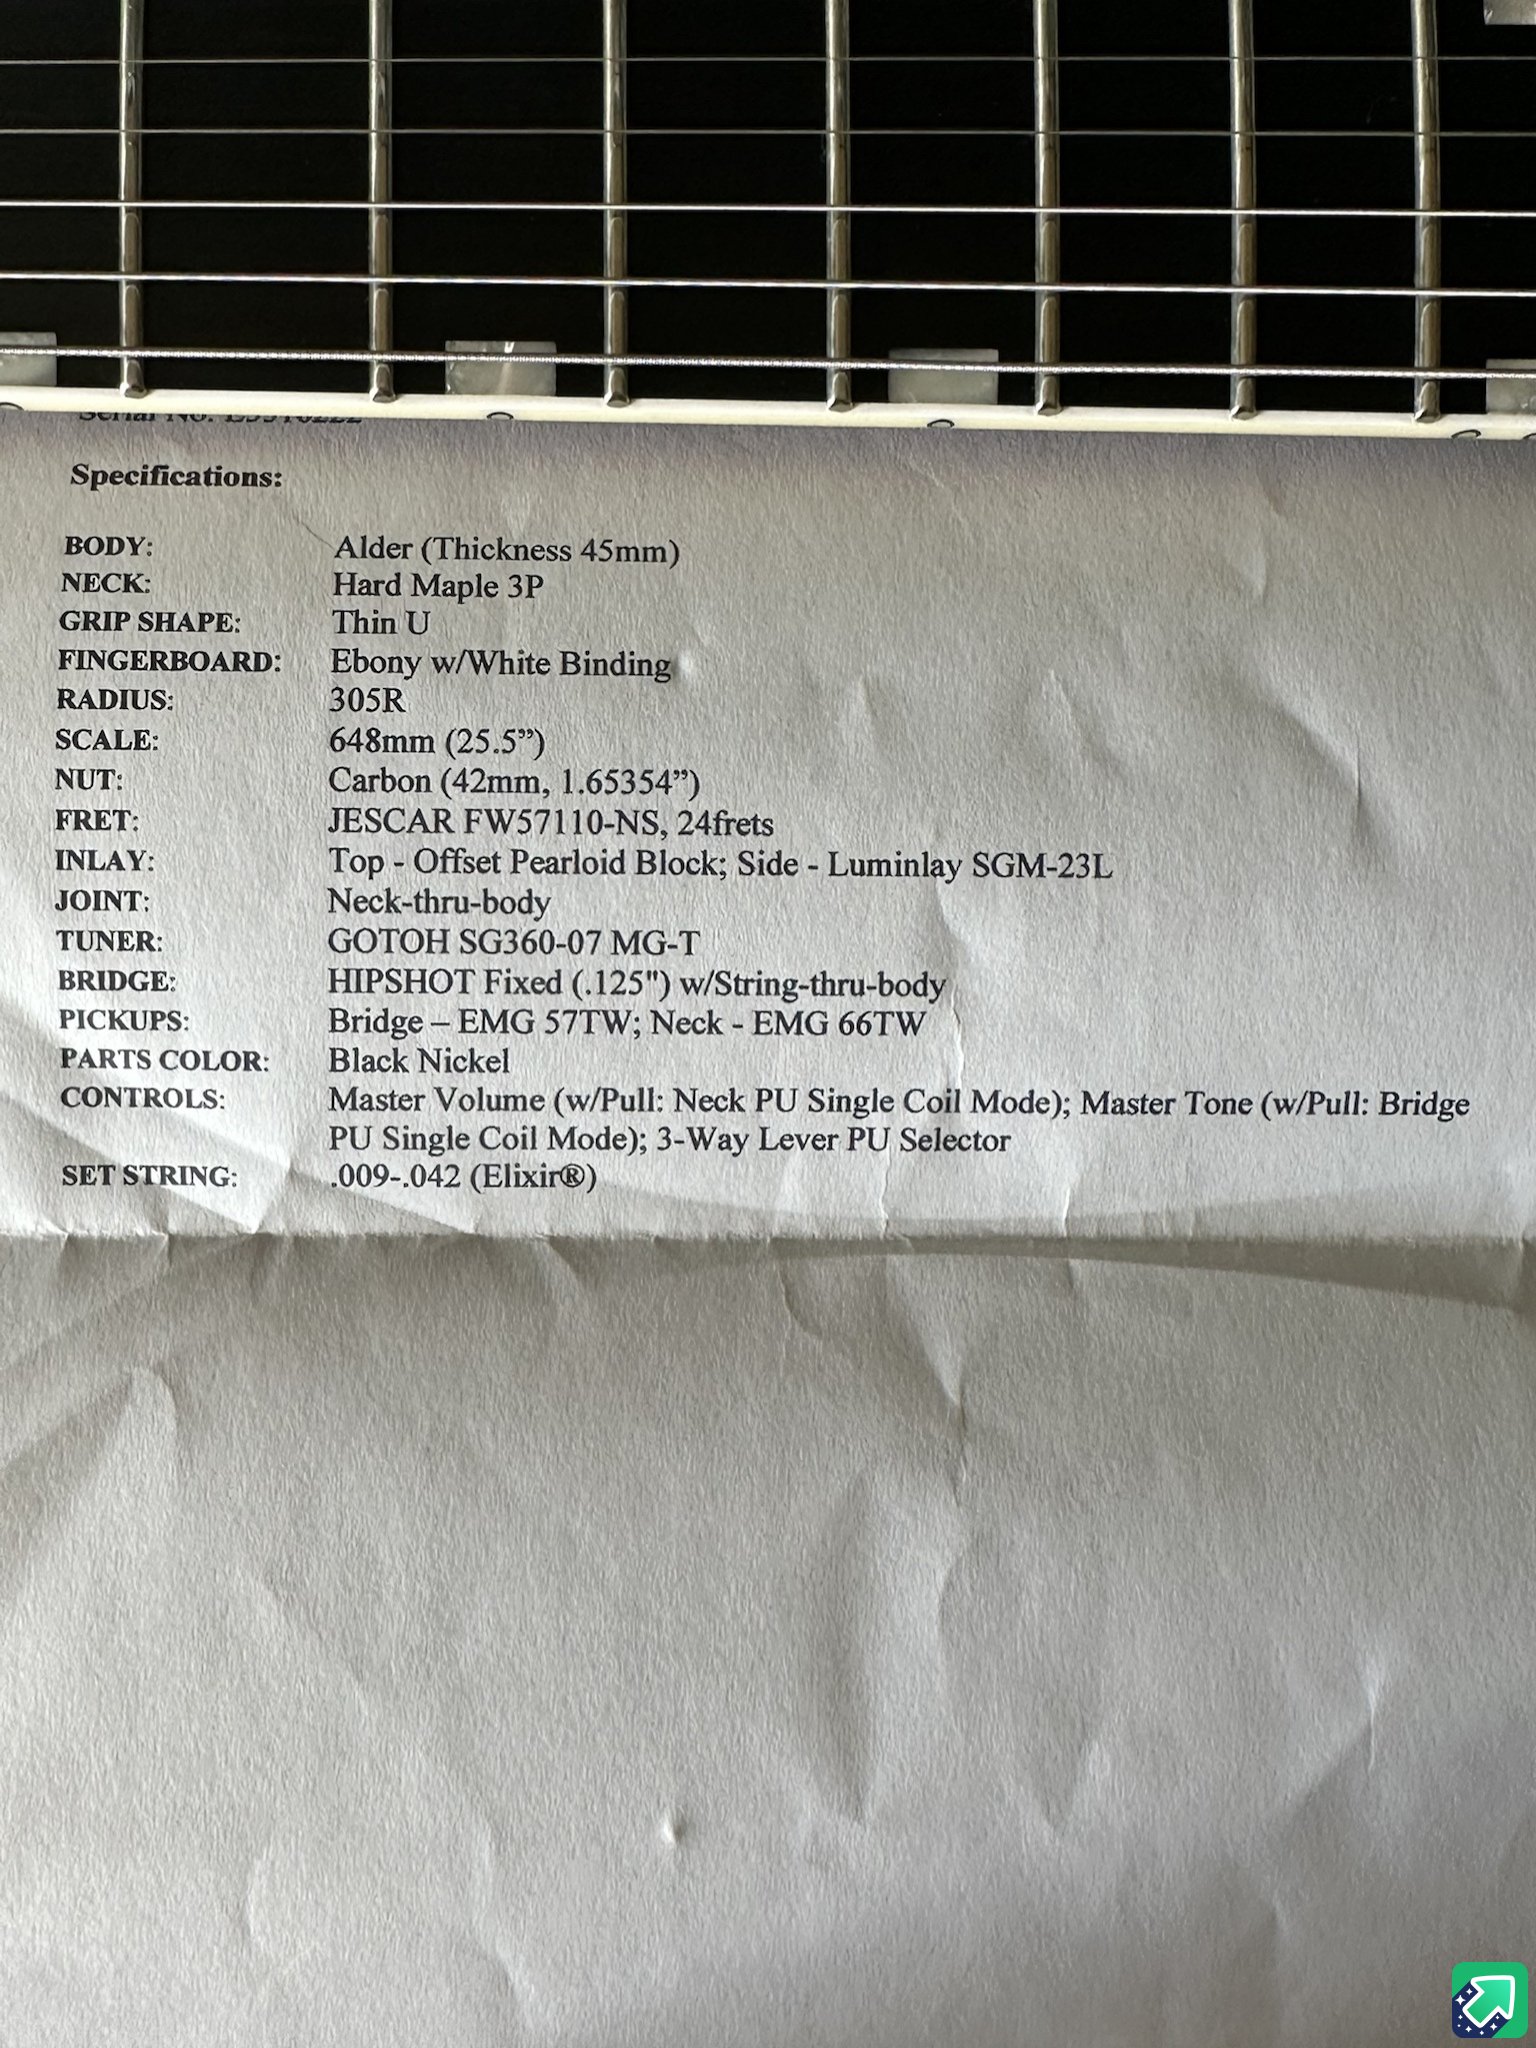 Serial No.
Specifications:
BODY: Alder (Thickness 45mm)
NECK: Hard Maple 3P
GRIP SHAPE: Thin U
FINGERBOARD: Ebony w/White Binding
RADIUS: 305R
SCALE: 648mm (25.5”)
NUT: Carbon (42mm, 1.65354”)
FRET: JESCAR FW57110-NS, 24frets
INLAY: Top - Offset Pearloid Block; Side - Luminlay SGM-23L
JOINT: Neck-thru-body
TUNER: GOTOH SG360-07 MG-T
BRIDGE: HIPSHOT Fixed (.125") w/String-thru-body
PICKUPS: Bridge – EMG 57TW; Neck - EMG 66TW
PARTS COLOR: Black Nickel
CONTROLS: Master Volume (w/Pull: Neck PU Single Coil Mode); Master Tone (w/Pull: Bridge
PU Single Coil Mode); 3-Way Lever PU Selector
SET STRING: .009-.042 (Elixir®)